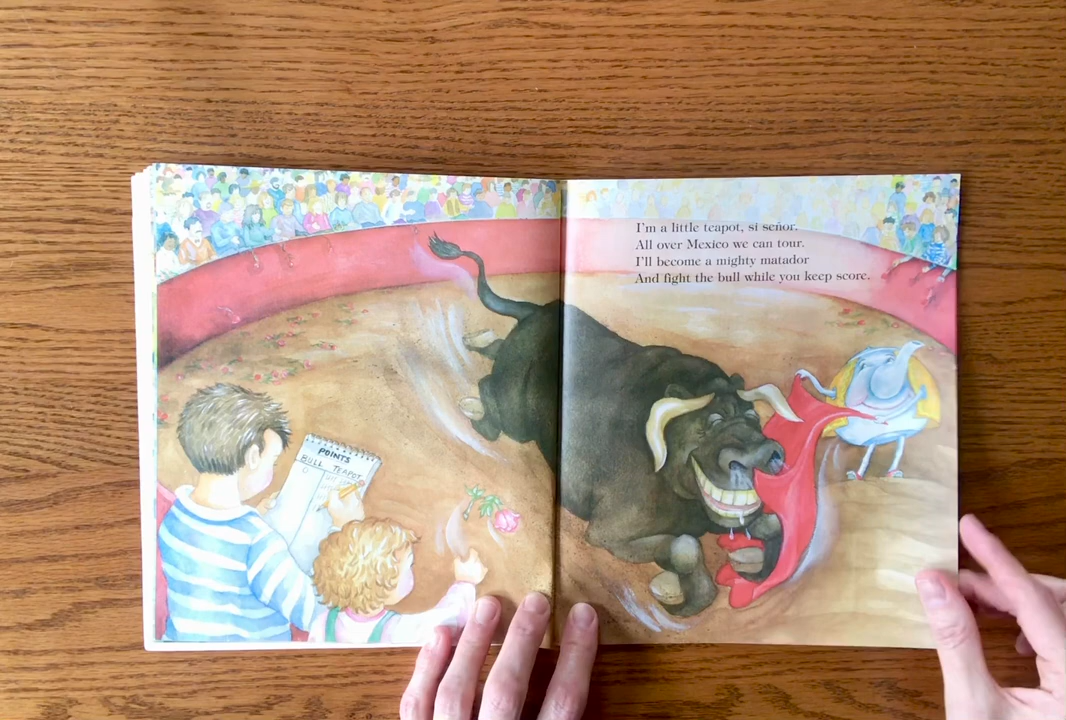 POINTS
BULL TEAPOT
I'm a little teapot, si señor.
All over Mexico we can tour.
I'll become a mighty matador
And fight the bull while you keep score.